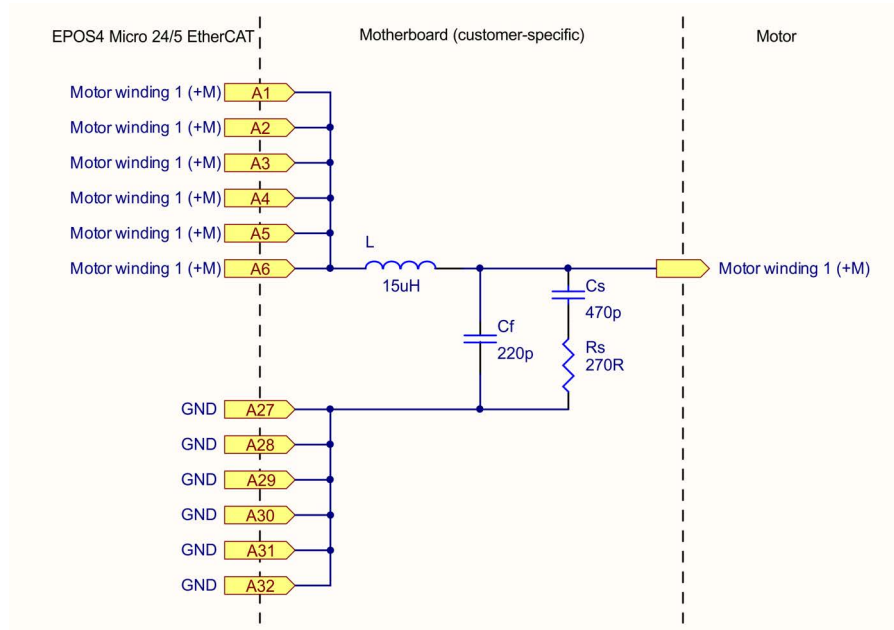 EPOS4 Micro 24/5 EtherCAT Motherboard (customer-specific) Motor
Motor winding 1 (+M) A1
Motor winding 1 (+M) A2
Motor winding 1 (+M) A3
Motor winding 1 (+M) A4
Motor winding 1 (+M) A5
L
Motor winding 1 (+M) A6 Motor winding 1 (+M)
15uH
Cs
470p
Cf
220p
Rs
270R
GND A27
GND A28
GND A29
GND A30
GND A31
GND A32